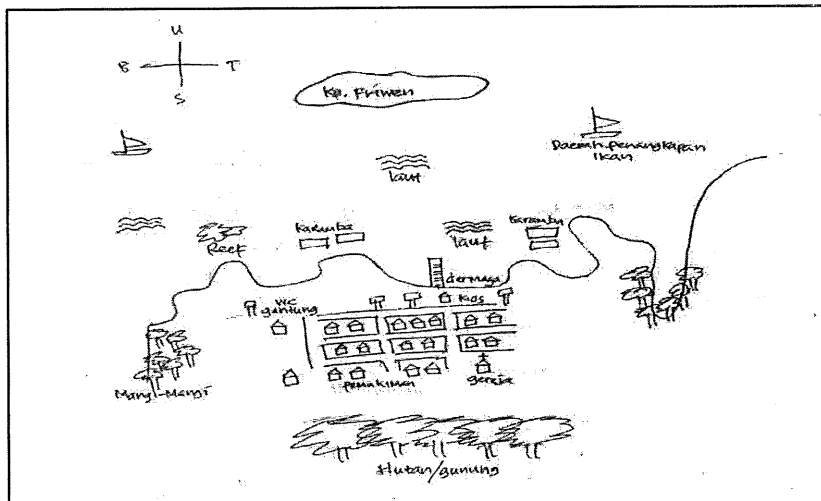 U
B T
S
Kp. Friwen
Daerah penangkapan
Ikan
laut
Karamba
Karamba
Reef
laut
dermaga
WC
gantung
Kios
Mangi-Mangi
pemukiman
gereja
Hutan/gunung